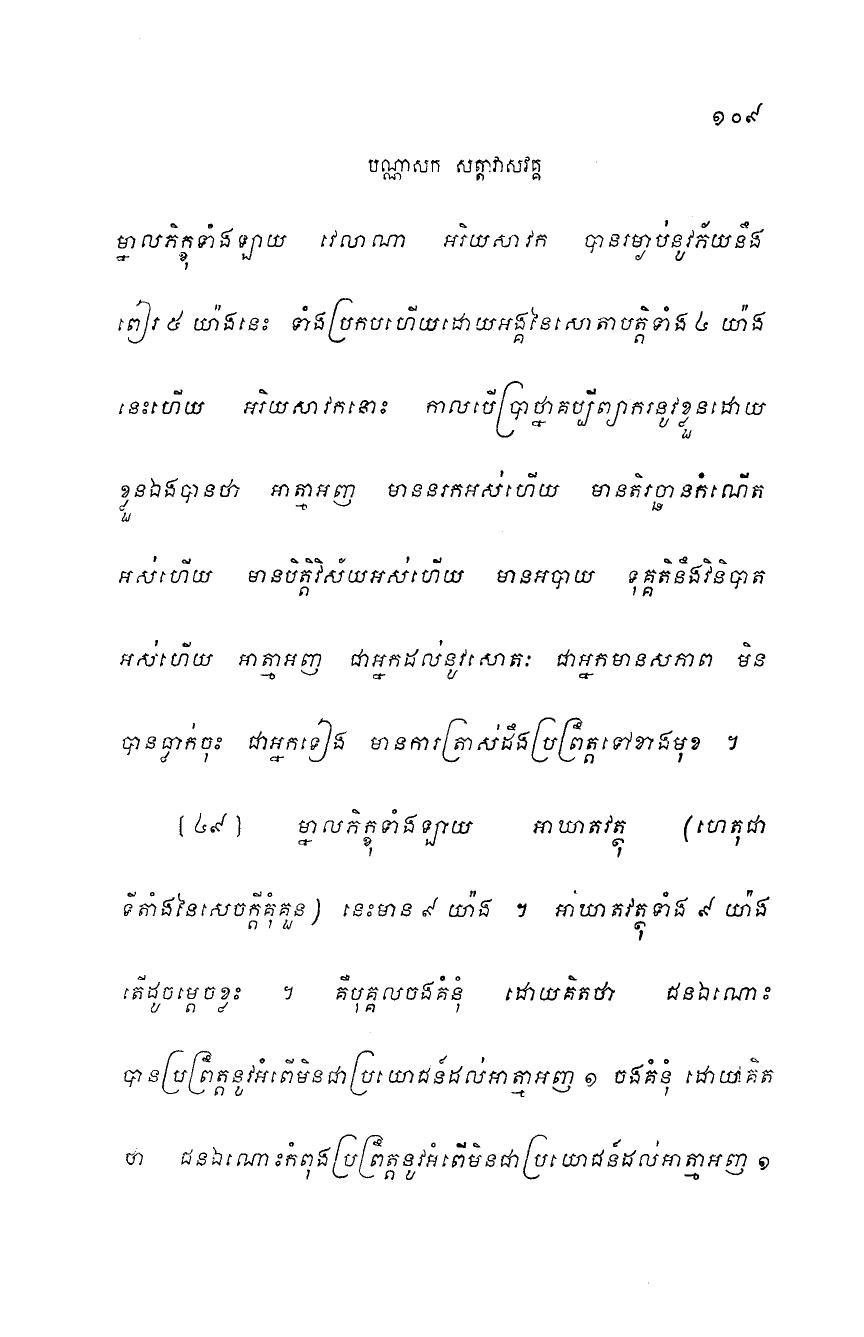 ១០៩
បណ្ណាសក សត្តាវាសវគ្គ
ម្នាលភិក្ខុទាំងឡាយ វេលាណា អរិយសាវក បានរម្ងាប់នូវភ័យនឹង
ពៀរ ៥ យ៉ាងនេះ ទាំងប្រកបហើយដោយអង្គនៃសោតាបត្តិទាំង ៤ យ៉ាង
នេះហើយ អរិយសាវកនោះ កាលបើប្រាថ្នាគប្បីព្យាករនូវខ្លួនដោយ
ខ្លួនឯងបានថា អាត្មាអញ មាននរកអស់ហើយ មានតិរច្ឆានកំណើត
អស់ហើយ មានបិត្តិវិស័យអស់ហើយ មានអបាយ ទុគ្គតិនឹងវិនិបាត
អស់ហើយ អាត្មាអញ ជាអ្នកដល់នូវសោតៈ ជាអ្នកមានសភាព មិន
បានធ្លាក់ចុះ ជាអ្នកទៀង មានការត្រាស់ដឹងប្រព្រឹត្តទៅខាងមុខ ។
[៤៩] ម្នាលភិក្ខុទាំងឡាយ អាឃាតវត្ថុ (ហេតុជា
ទីតាំងនៃសេចក្តីគុំគួន) នេះមាន ៩ យ៉ាង ។ អាឃាតវត្ថុទាំង ៩ យ៉ាង
តើដូចម្តេចខ្លះ ។ គឺបុគ្គលចងគំនុំ ដោយគិតថា ជនឯណោះ
បានប្រព្រឹត្តនូវអំពើមិនជាប្រយោជន៍ដល់អាត្មាអញ ១ ចងគំនុំ ដោយគិត
ថា ជនឯណោះកំពុងប្រព្រឹត្តនូវអំពើមិនជាប្រយោជន៍ដល់អាត្មាអញ ១